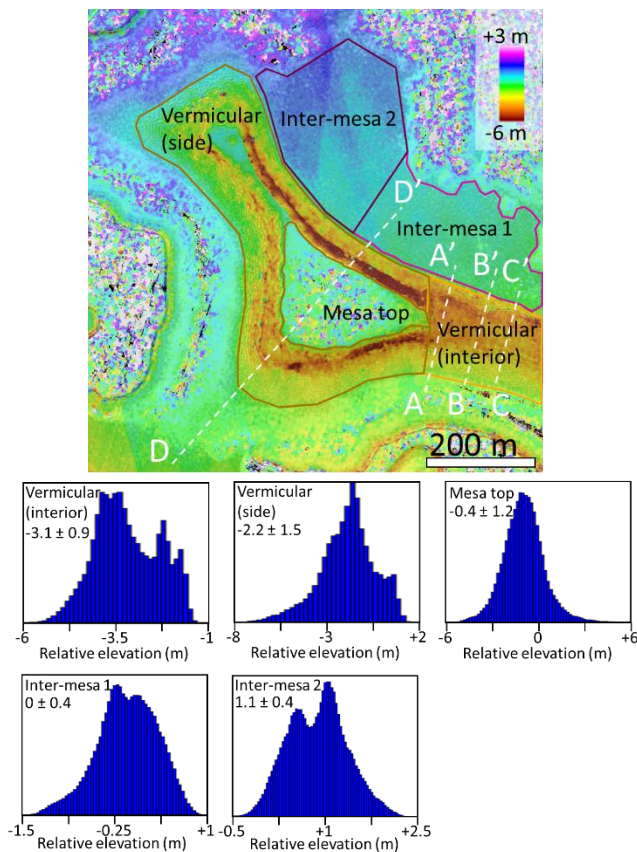 +3 m
-6 m
Vermicular
(side)
Inter-mesa 2
D'
Inter-mesa 1
A'
B'
C'
Mesa top
Vermicular
(interior)
A
B
C
D
200 m
Vermicular
(interior)
-3.1 ± 0.9
-6
-3.5
-1
Relative elevation (m)
Vermicular
(side)
-2.2 ± 1.5
-8
-3
+2
Relative elevation (m)
Mesa top
-0.4 ± 1.2
-6
0
+6
Relative elevation (m)
Inter-mesa 1
0 ± 0.4
-1.5
-0.25
+1
Relative elevation (m)
Inter-mesa 2
1.1 ± 0.4
-0.5
+1
+2.5
Relative elevation (m)